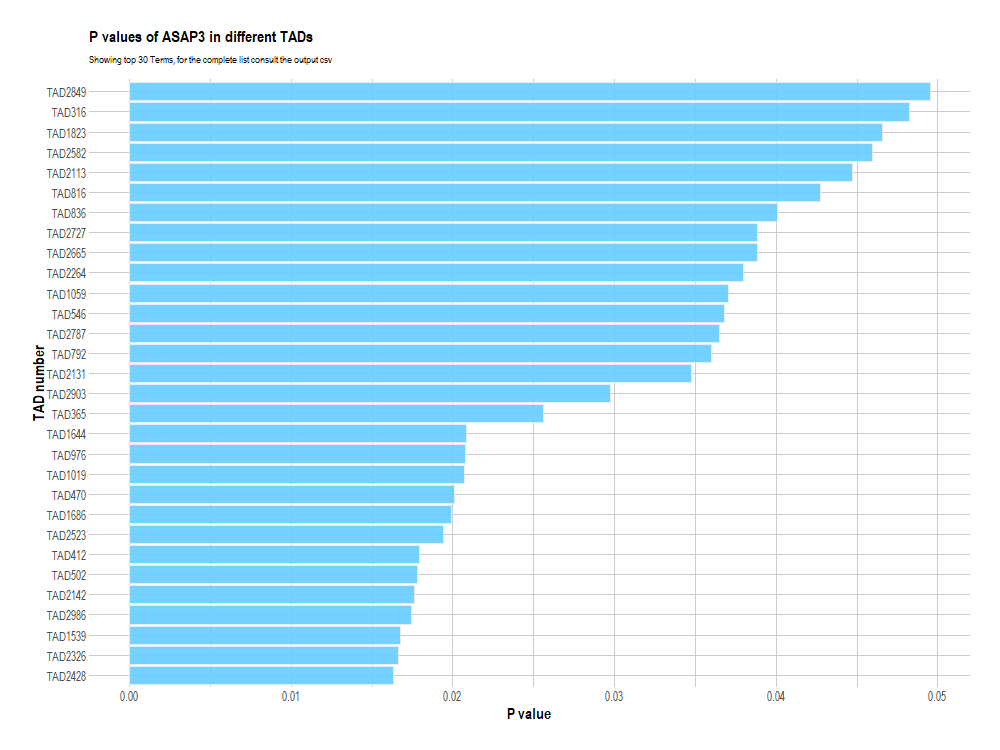 P values of ASAP3 in different TADs
Showing top 30 Terms, for the complete list consult the output csv
TAD2849
TAD316
TAD1823
TAD2582
TAD2113
TAD816
TAD836
TAD2727
TAD2665
TAD2264
TAD1059
TAD546
TAD2787
TAD792
TAD2131
TAD2903
TAD365
TAD1644
TAD976
TAD1019
TAD470
TAD1686
TAD2523
TAD412
TAD502
TAD2142
TAD2986
TAD1539
TAD2326
TAD2428
TAD number
0.00 0.01 0.02 0.03 0.04 0.05
P value